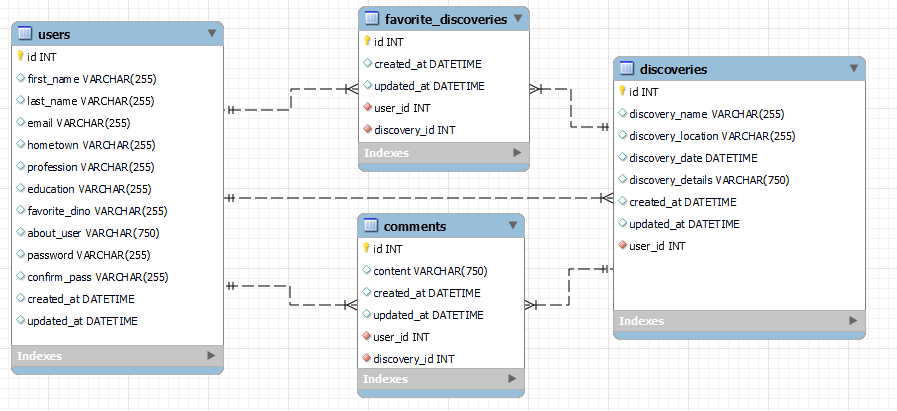 users
id INT
first_name VARCHAR(255)
last_name VARCHAR(255)
email VARCHAR(255)
hometown VARCHAR(255)
profession VARCHAR(255)
education VARCHAR(255)
favorite_dino VARCHAR(255)
about_user VARCHAR(750)
password VARCHAR(255)
confirm_pass VARCHAR(255)
created_at DATETIME
updated_at DATETIME
Indexes
favorite_discoveries
id INT
created_at DATETIME
updated_at DATETIME
user_id INT
discovery_id INT
Indexes
comments
id INT
content VARCHAR(750)
created_at DATETIME
updated_at DATETIME
user_id INT
discovery_id INT
Indexes
discoveries
id INT
discovery_name VARCHAR(255)
discovery_location VARCHAR(255)
discovery_date DATETIME
discovery_details VARCHAR(750)
created_at DATETIME
updated_at DATETIME
user_id INT
Indexes